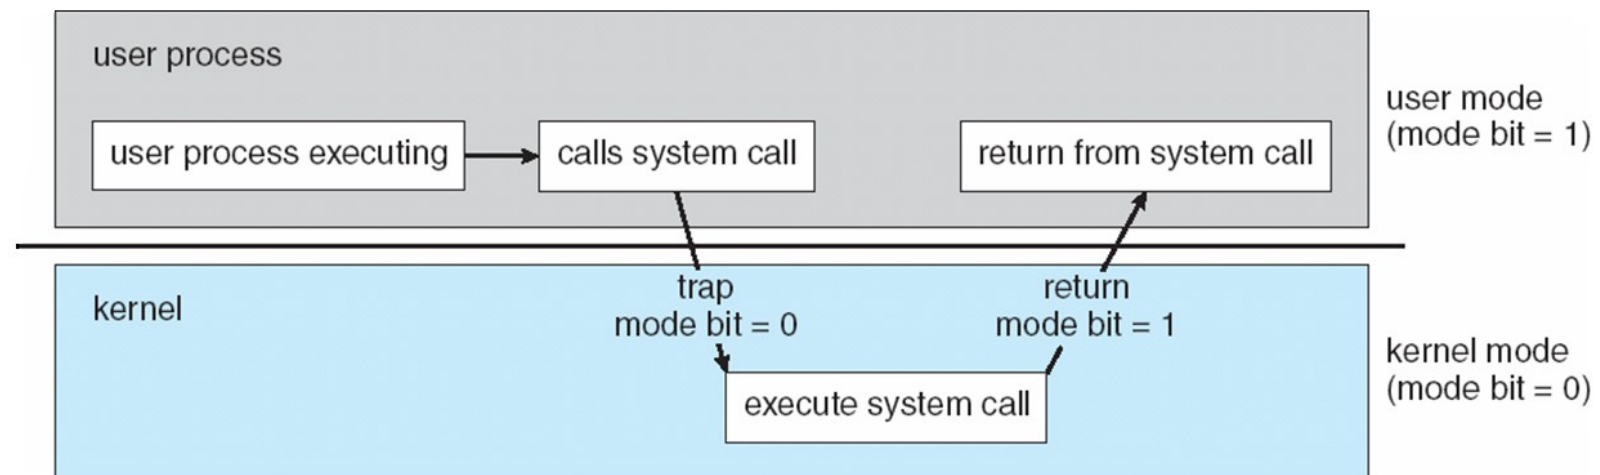 user process
user process executing
calls system call
return from system call
user mode
(mode bit = 1)
kernel
trap
mode bit = 0
return
mode bit = 1
execute system call
kernel mode
(mode bit = 0)